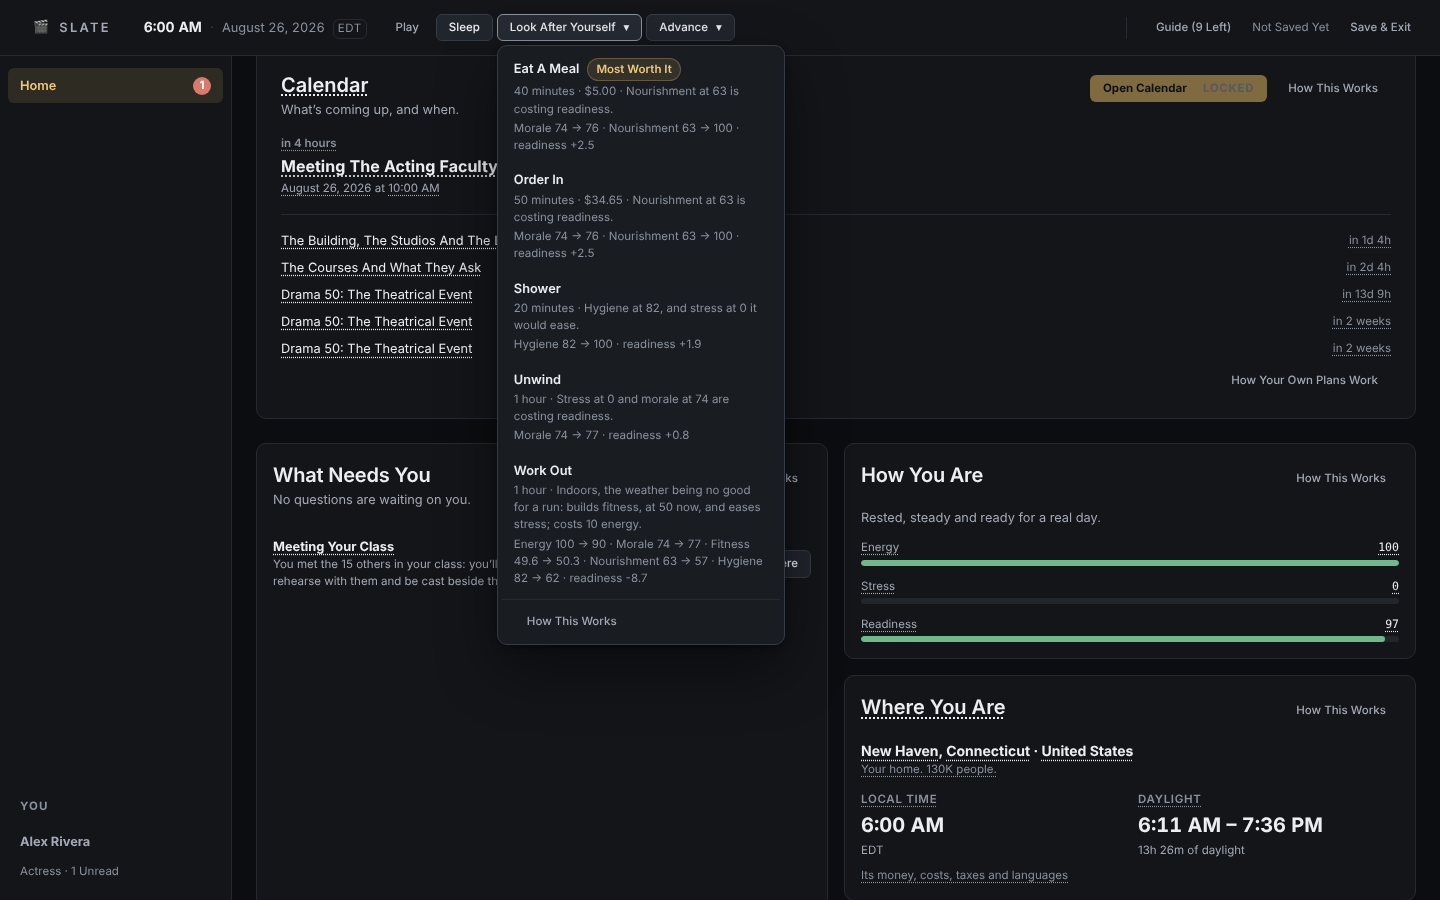 SLATE
6:00 AM · August 26, 2026 EDT
Play
Sleep
Look After Yourself ▾
Advance ▾
Guide (9 Left)
Not Saved Yet
Save & Exit
Home
1
Calendar
What's coming up, and when.
Open Calendar LOCKED
How This Works
in 4 hours
Meeting The Acting Faculty
August 26, 2026 at 10:00 AM
The Building, The Studios And The
in 1d 4h
The Courses And What They Ask
in 2d 4h
Drama 50: The Theatrical Event
in 13d 9h
Drama 50: The Theatrical Event
in 2 weeks
Drama 50: The Theatrical Event
in 2 weeks
How Your Own Plans Work
Eat A Meal Most Worth It
40 minutes · $5.00 · Nourishment at 63 is
costing readiness.
Morale 74 → 76 · Nourishment 63 → 100 ·
readiness +2.5
Order In
50 minutes · $34.65 · Nourishment at 63 is
costing readiness.
Morale 74 → 76 · Nourishment 63 → 100 ·
readiness +2.5
Shower
20 minutes · Hygiene at 82, and stress at 0 it
would ease.
Hygiene 82 → 100 · readiness +1.9
Unwind
1 hour · Stress at 0 and morale at 74 are
costing readiness.
Morale 74 → 77 · readiness +0.8
Work Out
1 hour · Indoors, the weather being no good
for a run: builds fitness, at 50 now, and eases
stress; costs 10 energy.
Energy 100 → 90 · Morale 74 → 77 · Fitness
49.6 → 50.3 · Nourishment 63 → 57 · Hygiene
82 → 62 · readiness -8.7
How This Works
What Needs You
No questions are waiting on you.
Meeting Your Class
You met the 15 others in your class: you'll
rehearse with them and be cast beside
How You Are
How This Works
Rested, steady and ready for a real day.
Energy
100
Stress
0
Readiness
97
Where You Are
How This Works
New Haven, Connecticut · United States
Your home. 130K people.
LOCAL TIME
6:00 AM
EDT
DAYLIGHT
6:11 AM – 7:36 PM
13h 26m of daylight
Its money, costs, taxes and languages
YOU
Alex Rivera
Actress · 1 Unread